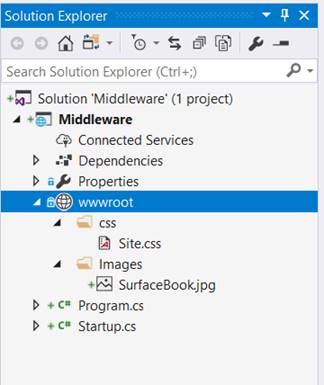 Solution Explorer
Search Solution Explorer (Ctrl+;)
Solution 'Middleware' (1 project)
Middleware
Connected Services
Dependencies
Properties
wwwroot
css
Site.css
Images
SurfaceBook.jpg
C# Program.cs
C# Startup.cs